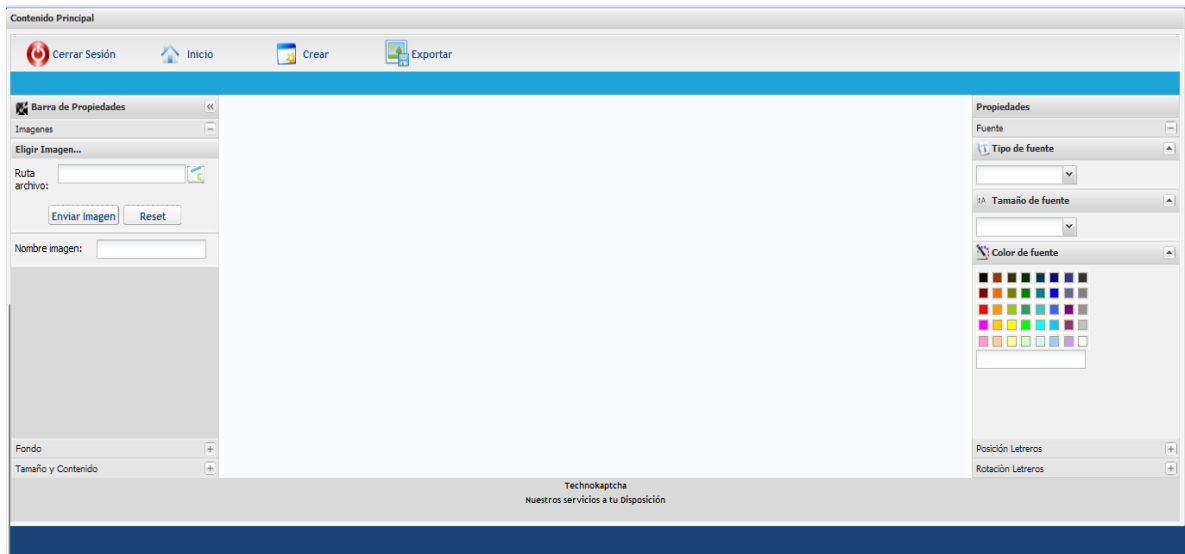 Contenido Principal
Cerrar Sesión Inicio Crear Exportar
Barra de Propiedades
Imagenes
Eligir Imagen...
Ruta archivo:
Enviar Imagen Reset
Nombre imagen:
Fondo
Tamaño y Contenido
Propiedades
Fuente
Tipo de fuente
Tamaño de fuente
Color de fuente
Posición Letreros
Rotaciòn Letreros
Technokaptcha
Nuestros servicios a tu Disposición